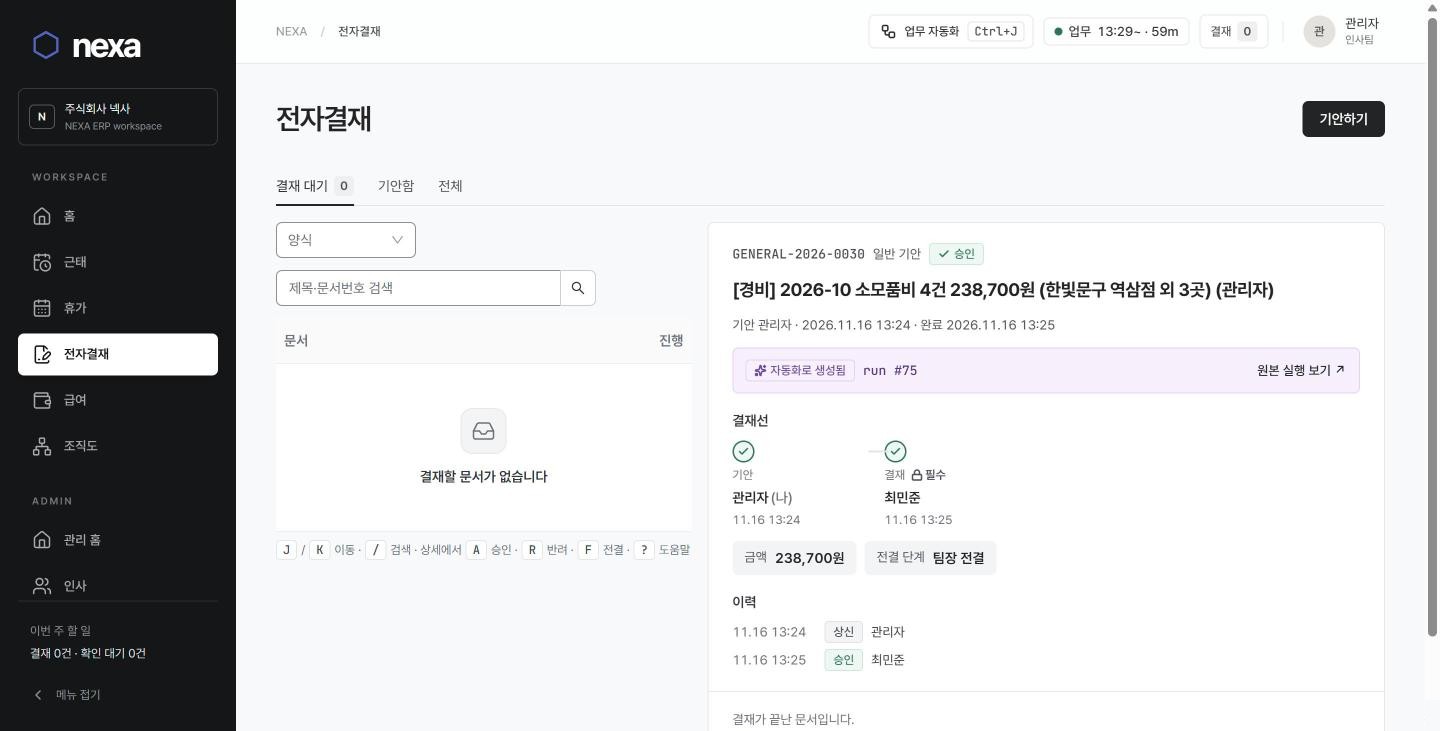 nexa
N
주식회사 넥사
NEXA ERP workspace
WORKSPACE
홈
근태
휴가
전자결재
급여
조직도
ADMIN
관리 홈
인사
이번 주 할 일
결재 0건 · 확인 대기 0건
메뉴 접기
NEXA / 전자결재
업무 자동화 Ctrl+J
업무 13:29~ · 59m
결재 0
관
관리자
인사팀
전자결재
기안하기
결재 대기 0 기안함 전체
양식
제목·문서번호 검색
문서 진행
결재할 문서가 없습니다
J / K 이동 · / 검색 · 상세에서 A 승인 · R 반려 · F 전결 · ? 도움말
GENERAL-2026-0030 일반 기안 승인
[경비] 2026-10 소모품비 4건 238,700원 (한빛문구 역삼점 외 3곳) (관리자)
기안 관리자 · 2026.11.16 13:24 · 완료 2026.11.16 13:25
자동화로 생성됨 run #75 원본 실행 보기
결재선
기안
관리자 (나)
11.16 13:24
결재 필수
최민준
11.16 13:25
금액 238,700원 전결 단계 팀장 전결
이력
11.16 13:24 상신 관리자
11.16 13:25 승인 최민준
결재가 끝난 문서입니다.